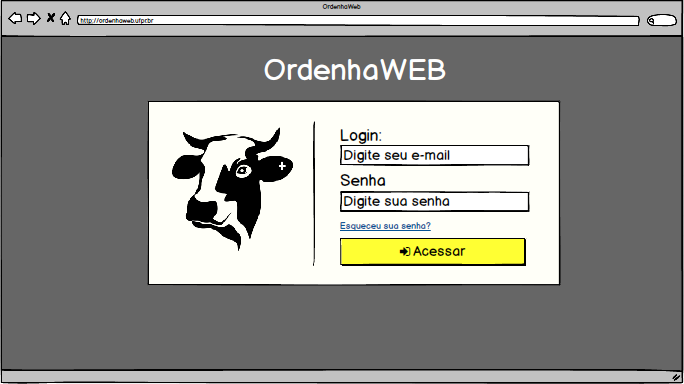 OrdenhaWeb
http://ordenhaweb.ufpr.br
OrdenhaWEB
Login:
Digite seu e-mail
Senha
Digite sua senha
Esqueceu sua senha?
Acessar